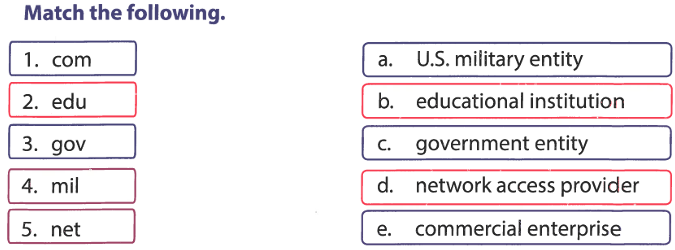 Match the following.
1. com
a. U.S. military entity
2. edu
b. educational institution
3. gov
c. government entity
4. mil
d. network access provider
5. net
e. commercial enterprise